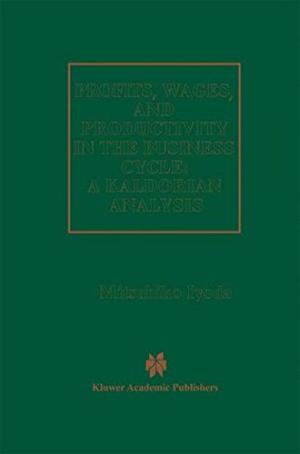 PROFITS, WAGES,
AND
PRODUCTIVITY
IN THE BUSINESS
CYCLE:
A KALDORIAN
ANALYSIS
Mitsuhiko Iyoda
Kluwer Academic Publishers